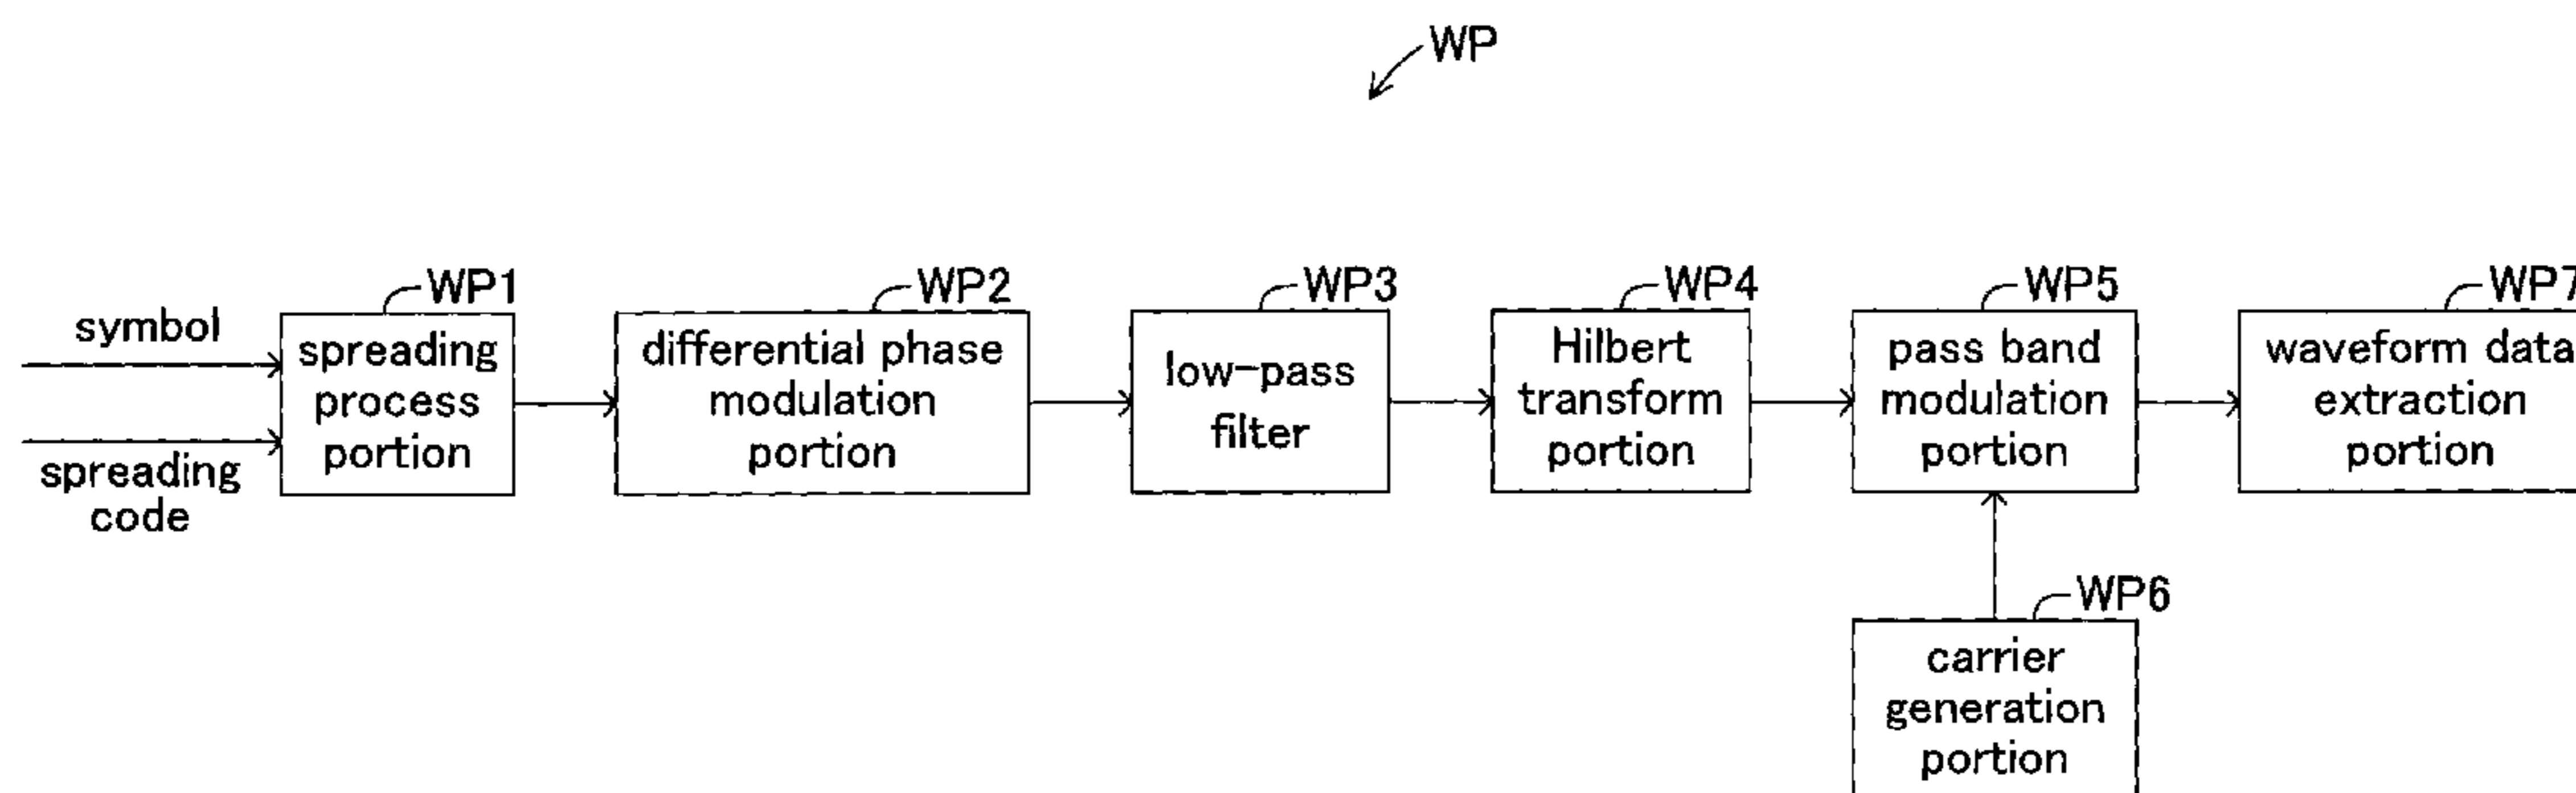 WP
WP1
WP2
WP3
WP4
WP5
WP7
symbol
spreading
code
spreading
process
portion
differential phase
modulation
portion
low-pass
filter
Hilbert
transform
portion
pass band
modulation
portion
waveform data
extraction
portion
WP6
carrier
generation
portion